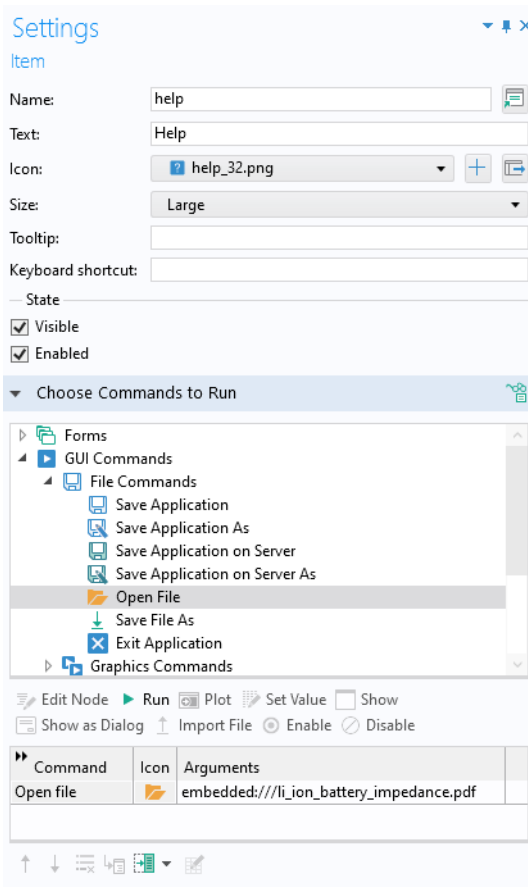 Settings
Item
Name: help
Text: Help
Icon: help_32.png
Size: Large
Tooltip:
Keyboard shortcut:
State
Visible
Enabled
Choose Commands to Run
Forms
GUI Commands
File Commands
Save Application
Save Application As
Save Application on Server
Save Application on Server As
Open File
Save File As
Exit Application
Graphics Commands
Edit Node Run Plot Set Value Show
Show as Dialog Import File Enable Disable
Command Icon Arguments
Open file embedded:///li_ion_battery_impedance.pdf